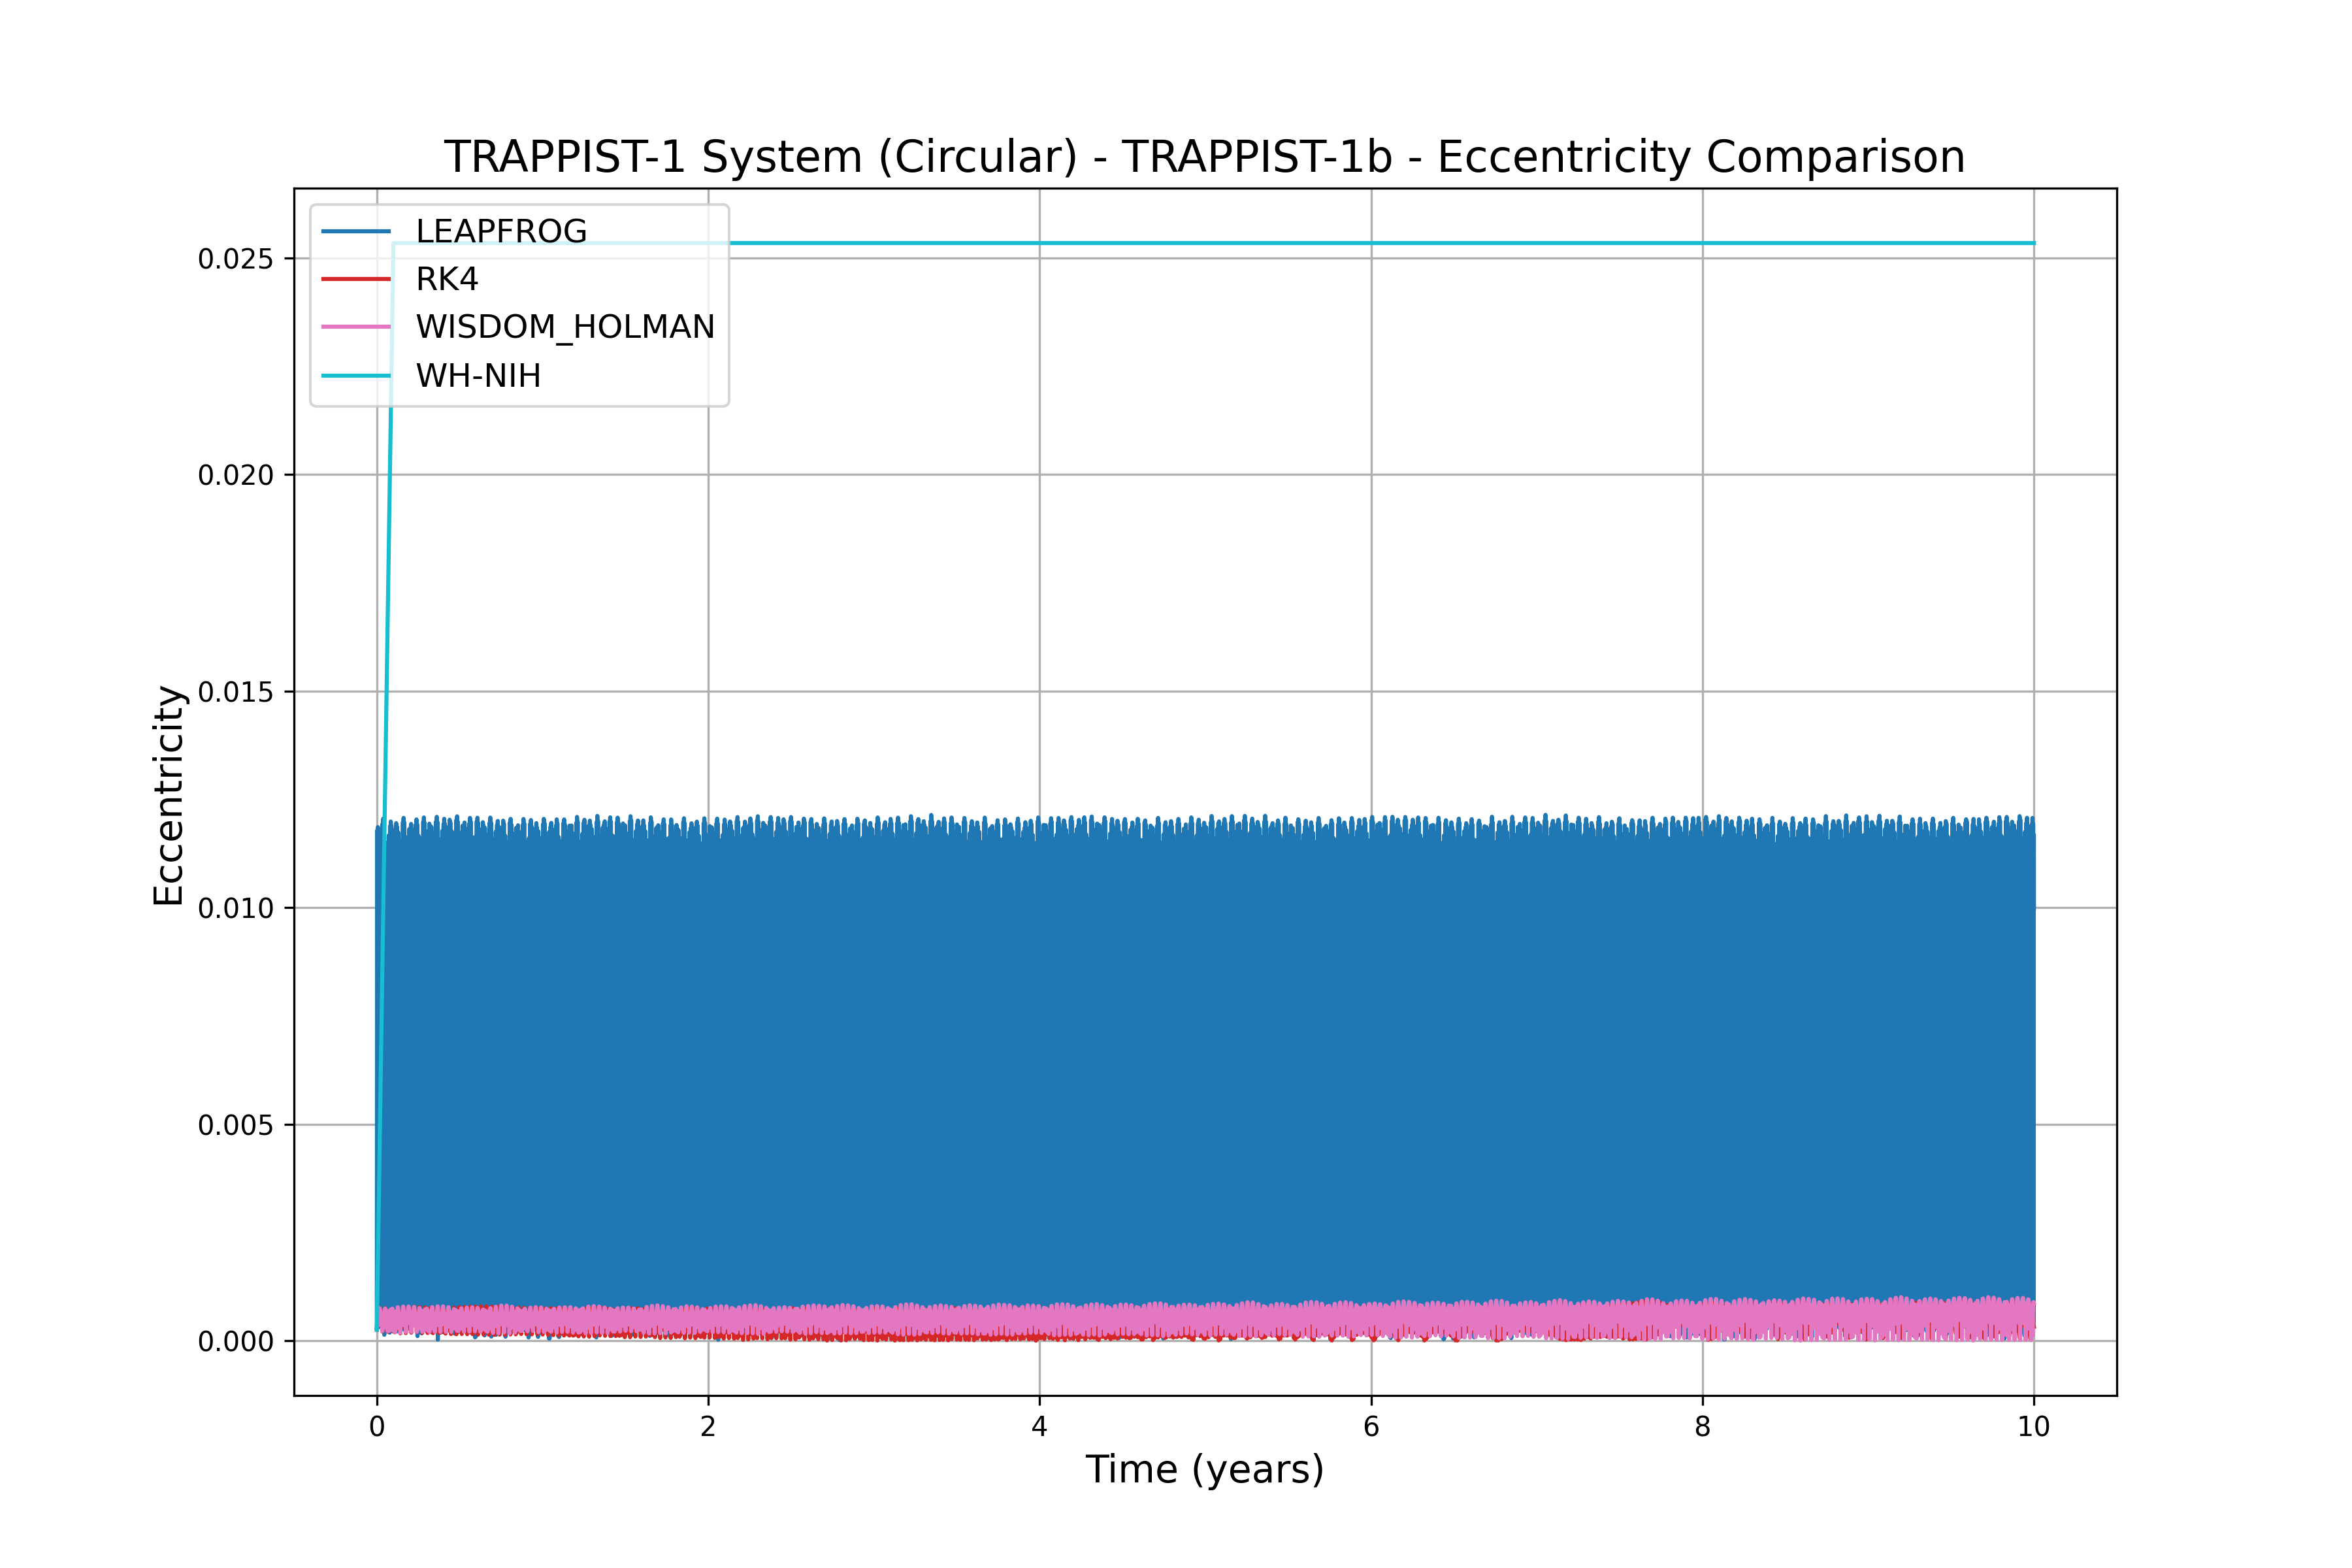 TRAPPIST-1 System (Circular) - TRAPPIST-1b - Eccentricity Comparison
LEAPFROG
RK4
WISDOM_HOLMAN
WH-NIH
Eccentricity
0.025
0.020
0.015
0.010
0.005
0.000
0 2 4 6 8 10
Time (years)